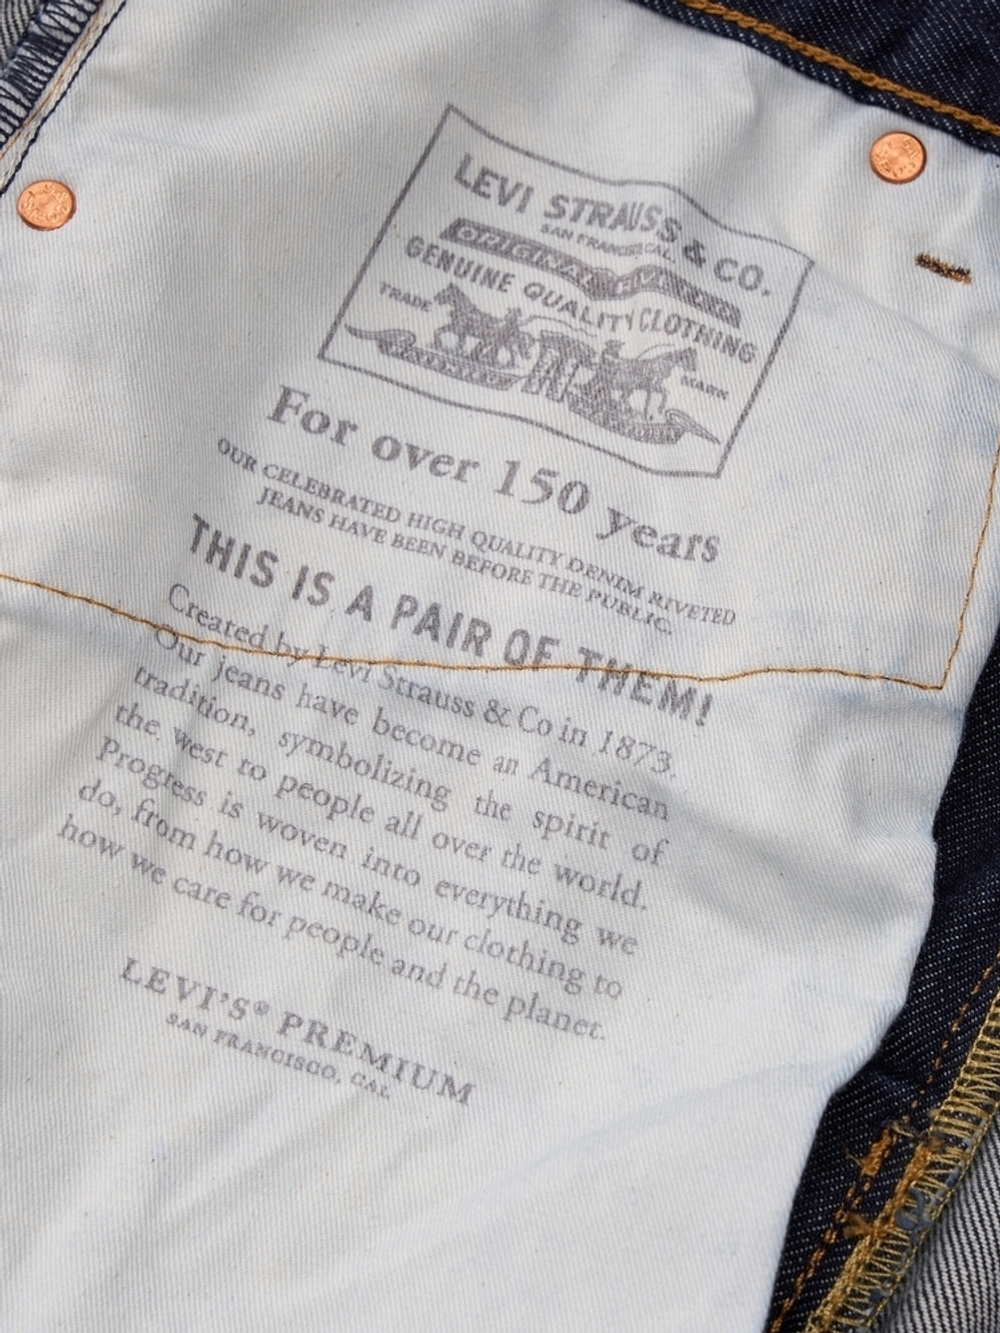 LEVI STRAUSS & CO.
SAN FRANCISCO, CAL.
ORIGINAL RIVETED
GENUINE QUALITY CLOTHING
TRADE MARK
For over 150 years
OUR CELEBRATED HIGH QUALITY DENIM RIVETED
JEANS HAVE BEEN BEFORE THE PUBLIC.
THIS IS A PAIR OF THEM!
Created by Levi Strauss & Co in 1873.
Our jeans have become an American
tradition, symbolizing the spirit of
the west to people all over the world.
Progress is woven into everything we
do, from how we make our clothing to
how we care for people and the planet.
LEVI'S® PREMIUM
SAN FRANCISCO, CAL